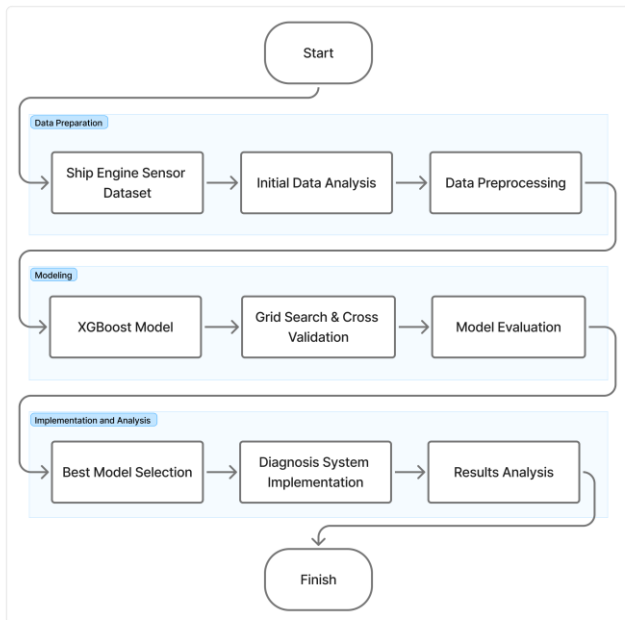 Start
Data Preparation
Ship Engine Sensor
Dataset
Initial Data Analysis
Data Preprocessing
Modeling
XGBoost Model
Grid Search & Cross
Validation
Model Evaluation
Implementation and Analysis
Best Model Selection
Diagnosis System
Implementation
Results Analysis
Finish